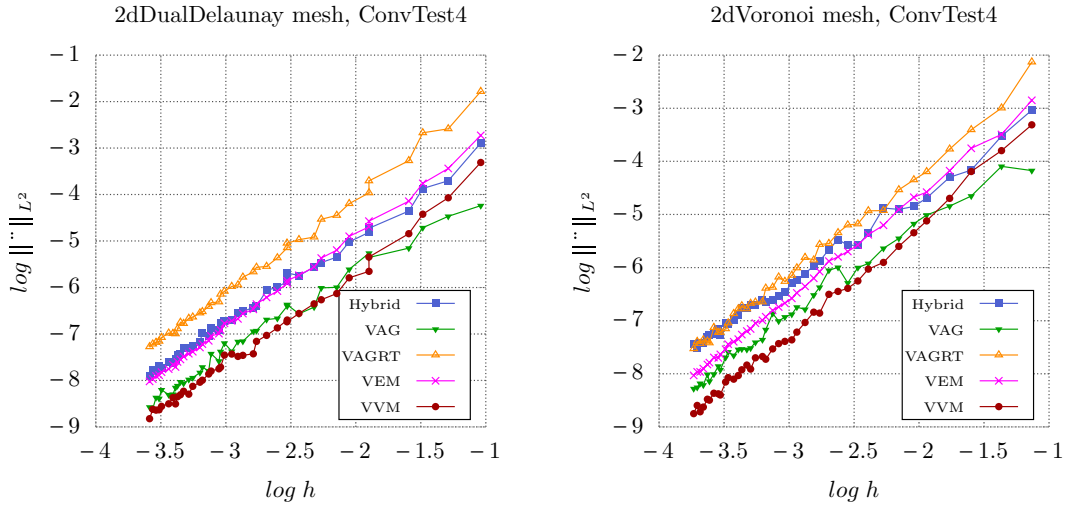 2dDualDelaunay mesh, ConvTest4
−1
−2
−3
−4
−5
−6
−7
−8
−9
log ||¨||L²
Hybrid
VAG
VAGRT
VEM
VVM
−4 −3.5 −3 −2.5 −2 −1.5 −1
log h
2dVoronoi mesh, ConvTest4
−2
−3
−4
−5
−6
−7
−8
−9
log ||¨||L²
Hybrid
VAG
VAGRT
VEM
VVM
−4 −3.5 −3 −2.5 −2 −1.5 −1
log h